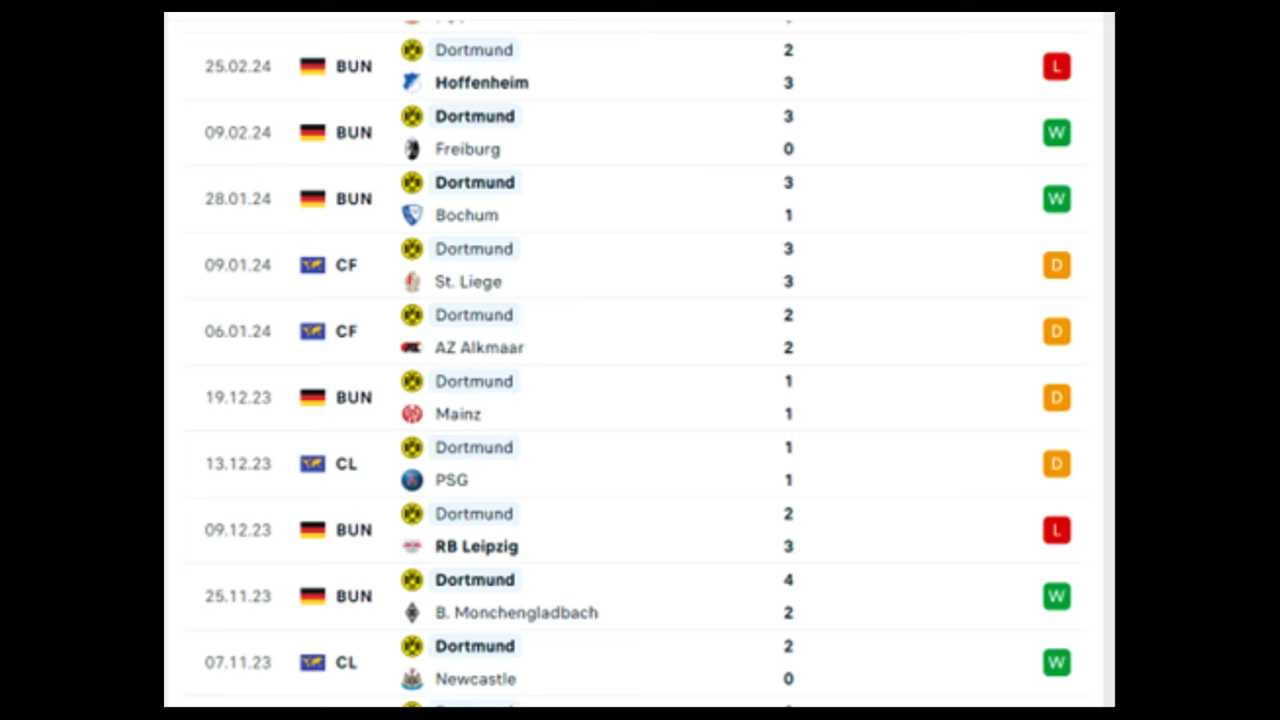 25.02.24 BUN Dortmund 2 L
Hoffenheim 3
09.02.24 BUN Dortmund 3 W
Freiburg 0
28.01.24 BUN Dortmund 3 W
Bochum 1
09.01.24 CF Dortmund 3 D
St. Liege 3
06.01.24 CF Dortmund 2 D
AZ Alkmaar 2
19.12.23 BUN Dortmund 1 D
Mainz 1
13.12.23 CL Dortmund 1 D
PSG 1
09.12.23 BUN Dortmund 2 L
RB Leipzig 3
25.11.23 BUN Dortmund 4 W
B. Monchengladbach 2
07.11.23 CL Dortmund 2 W
Newcastle 0